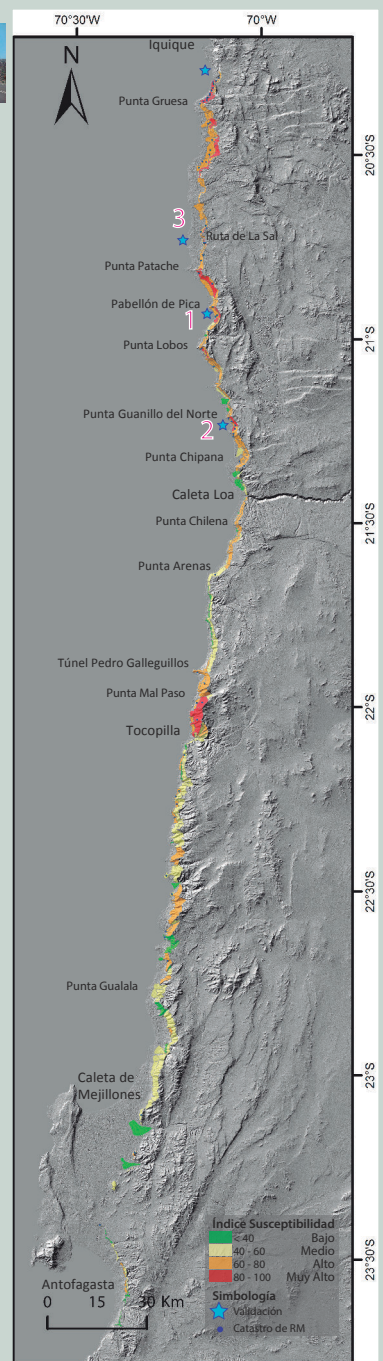 70°30'W
70°W
N
Iquique
Punta Gruesa
20°30'S
3
Ruta de La Sal
Punta Patache
Pabellón de Pica
1
21°S
Punta Lobos
Punta Guanillo del Norte
2
Punta Chipana
Caleta Loa
Punta Chilena
21°30'S
Punta Arenas
Túnel Pedro Galleguillos
Punta Mal Paso
22°S
Tocopilla
22°30'S
Punta Gualala
23°S
Caleta de
Mejillones
Índice Susceptibilidad
< 40 Bajo
40 - 60 Medio
60 - 80 Alto
80 - 100 Muy Alto
23°30'S
Simbología
Validación
Catastro de RM
Antofagasta
0 15 30 Km